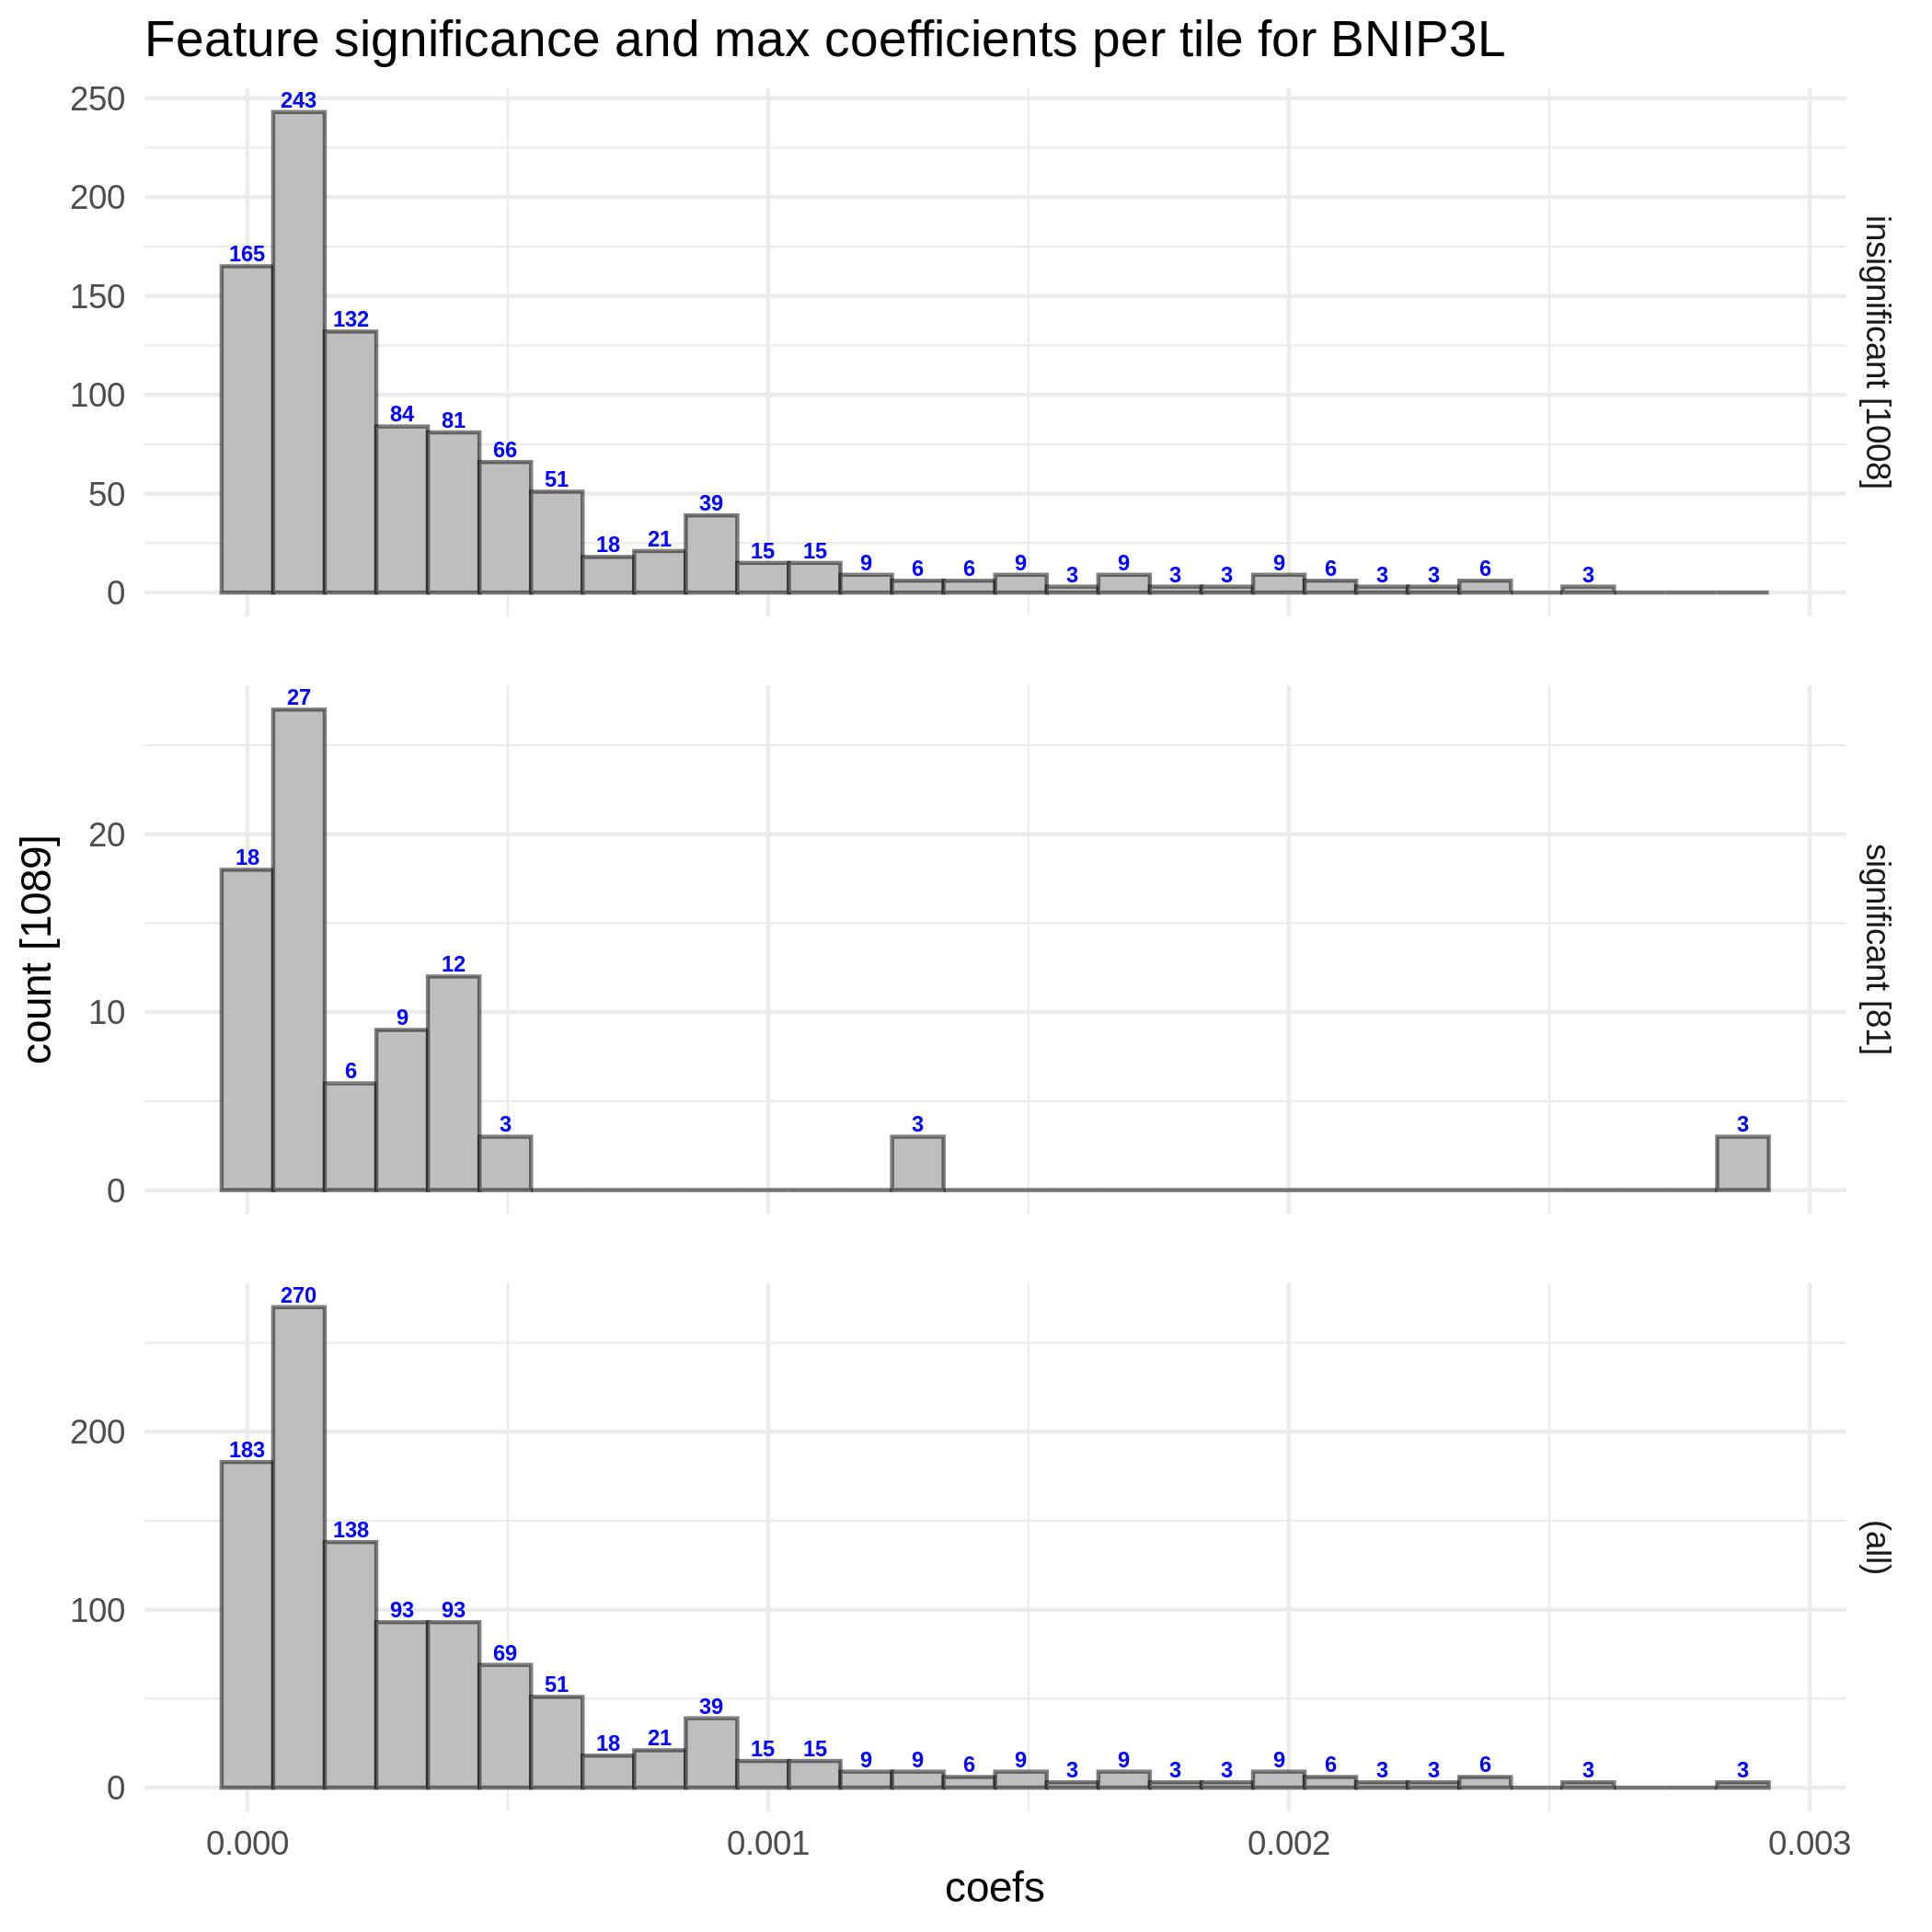 Feature significance and max coefficients per tile for BNIP3L
250
200
150
100
50
0
165 243 132 84 81 66 51 18 21 39 15 15 9 6 6 9 3 9 3 3 9 6 3 3 6 3
insignificant [1008]
count [1089]
20
10
0
18 27 6 9 12 3 3 3
significant [81]
200
100
0
183 270 138 93 93 69 51 18 21 39 15 15 9 9 6 9 3 9 3 3 9 6 3 3 6 3 3
(all)
0.000 0.001 0.002 0.003
coefs